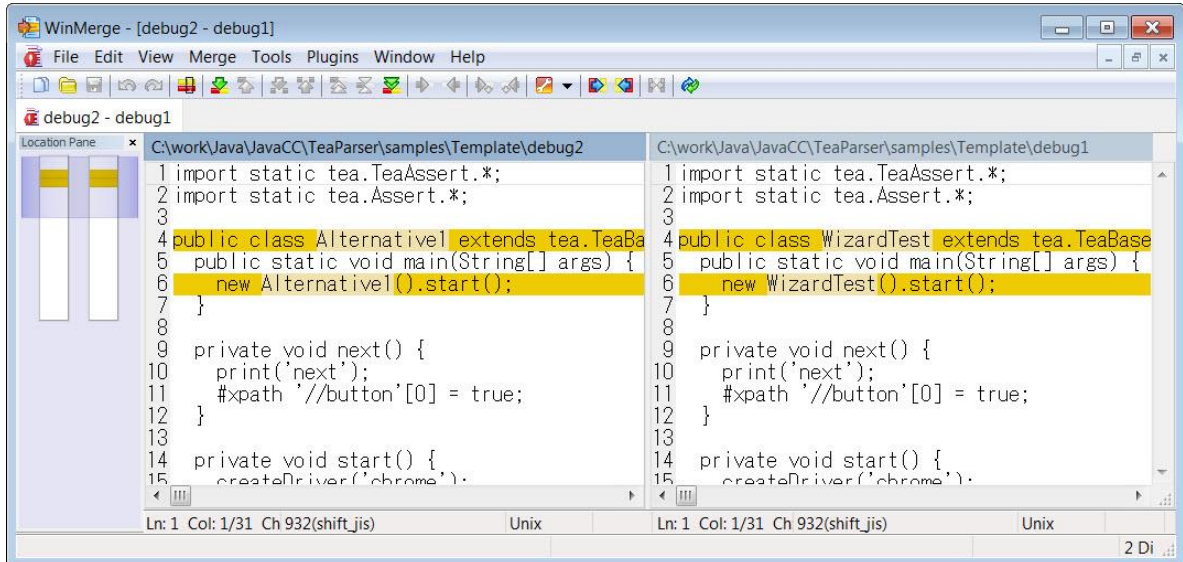 WinMerge - [debug2 - debug1]
File Edit View Merge Tools Plugins Window Help
debug2 - debug1
Location Pane
C:\work\Java\JavaCC\TeaParser\samples\Template\debug2
1 import static tea.TeaAssert.*;
2 import static tea.Assert.*;
3
4 public class Alternative1 extends tea.TeaBa
5 public static void main(String[] args) {
6 new Alternative1().start();
7 }
8
9 private void next() {
10 print('next');
11 #xpath '//button'[0] = true;
12 }
13
14 private void start() {
15 createDriver('chrome');
Ln: 1 Col: 1/31 Ch 932(shift_jis) Unix
C:\work\Java\JavaCC\TeaParser\samples\Template\debug1
1 import static tea.TeaAssert.*;
2 import static tea.Assert.*;
3
4 public class WizardTest extends tea.TeaBase
5 public static void main(String[] args) {
6 new WizardTest().start();
7 }
8
9 private void next() {
10 print('next');
11 #xpath '//button'[0] = true;
12 }
13
14 private void start() {
15 createDriver('chrome');
Ln: 1 Col: 1/31 Ch 932(shift_jis) Unix
2 Di